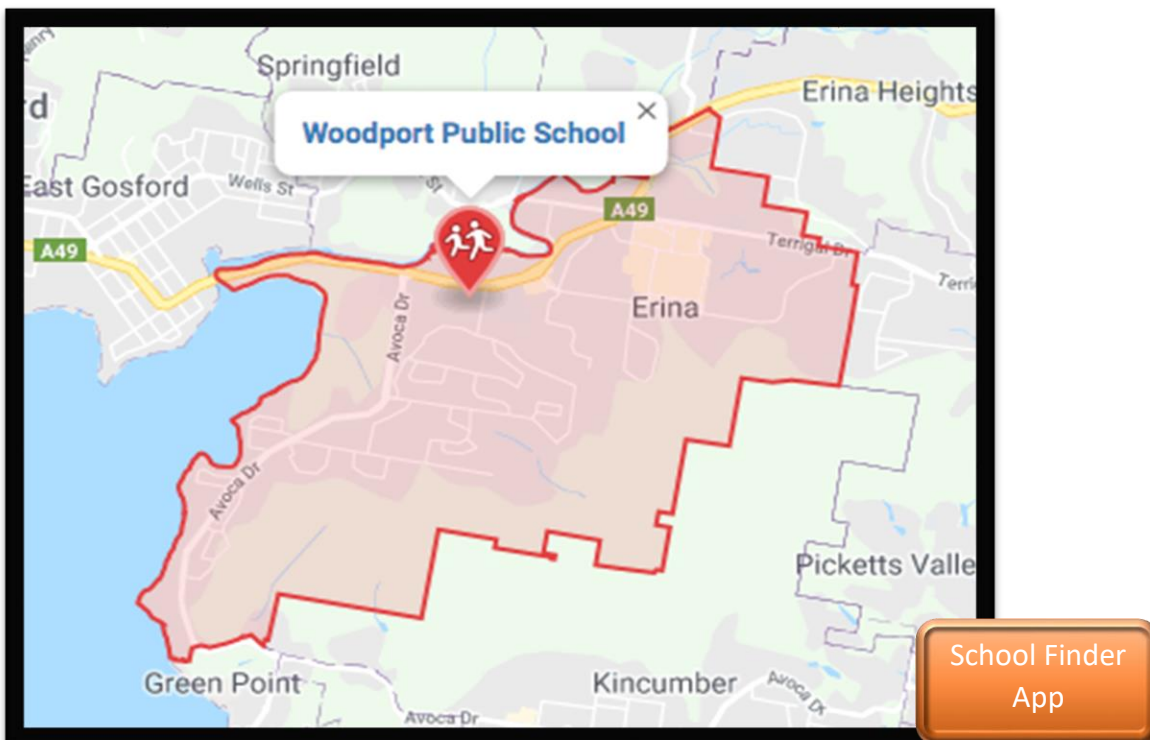 Springfield
Erina Heights
Woodport Public School
East Gosford
Wells St
St
A49
A49
Terrigal Dr
Erina
Avoca Dr
Avoca Dr
Picketts Valle
Green Point
Kincumber
Avoca Dr
Avoca Dr
School Finder
App